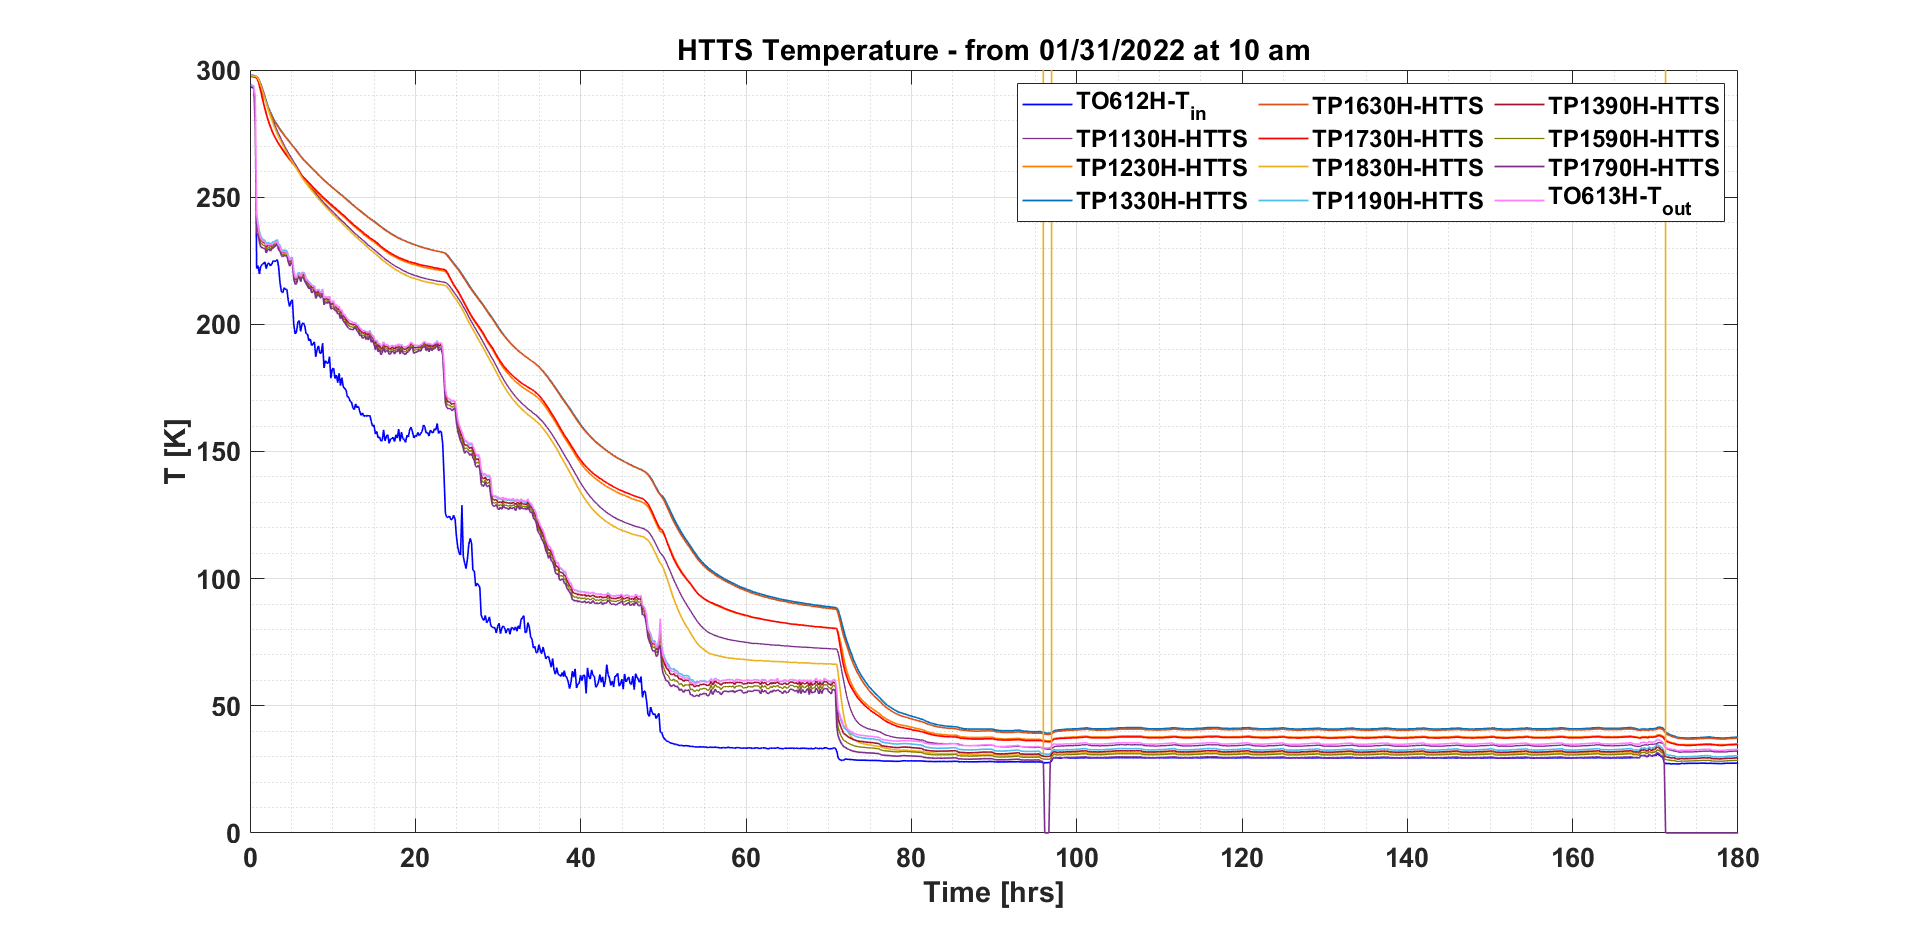 HTTS Temperature - from 01/31/2022 at 10 am
300
250
200
150
100
50
0
T [K]
TO612H-Tin
TP1130H-HTTS
TP1230H-HTTS
TP1330H-HTTS
TP1630H-HTTS
TP1730H-HTTS
TP1830H-HTTS
TP1190H-HTTS
TP1390H-HTTS
TP1590H-HTTS
TP1790H-HTTS
TO613H-Tout
0 20 40 60 80 100 120 140 160 180
Time [hrs]